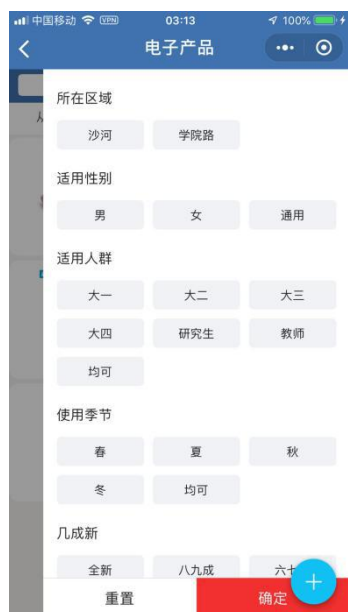 中国移动 VPN 03:13 100%
电子产品
所在区域
沙河 学院路
适用性别
男 女 通用
适用人群
大一 大二 大三
大四 研究生 教师
均可
使用季节
春 夏 秋
冬 均可
几成新
全新 八九成 六七
重置 确定